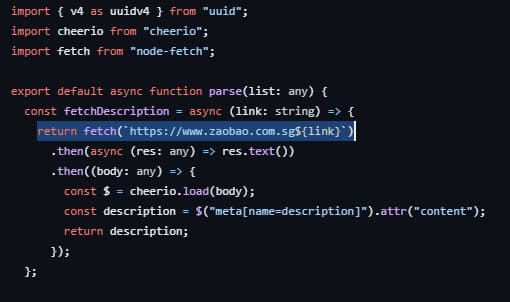 import { v4 as uuidv4 } from "uuid";
import cheerio from "cheerio";
import fetch from "node-fetch";
export default async function parse(list: any) {
const fetchDescription = async (link: string) => {
return fetch(`https://www.zaobao.com.sg${link}`)
.then(async (res: any) => res.text())
.then((body: any) => {
const $ = cheerio.load(body);
const description = $("meta[name=description]").attr("content");
return description;
});
};